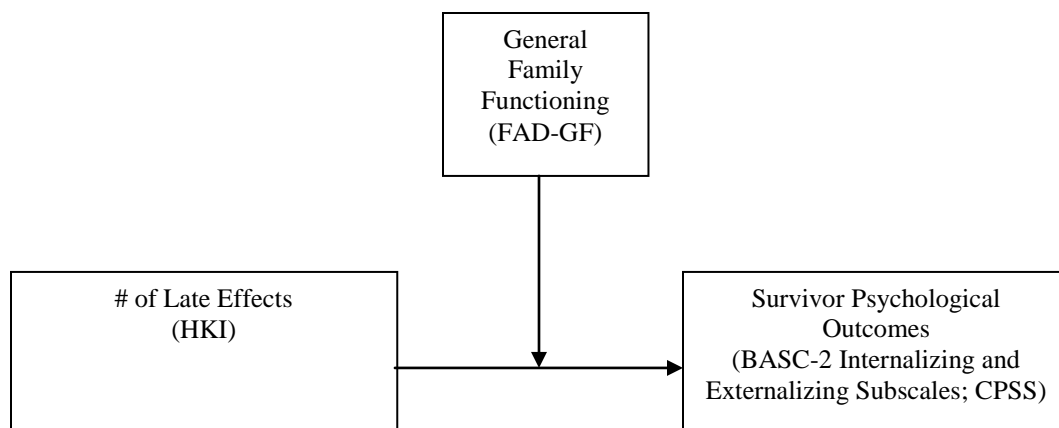 General
Family
Functioning
(FAD-GF)
# of Late Effects
(HKI)
Survivor Psychological
Outcomes
(BASC-2 Internalizing and
Externalizing Subscales; CPSS)